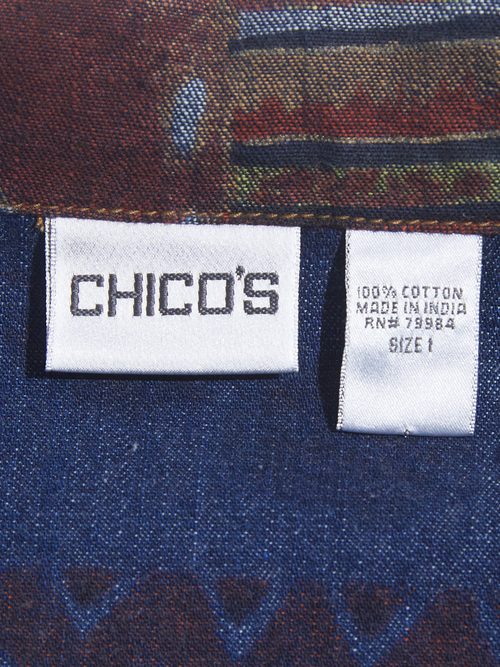 CHICO'S
100% COTTON
MADE IN INDIA
RN# 79984
SIZE 1